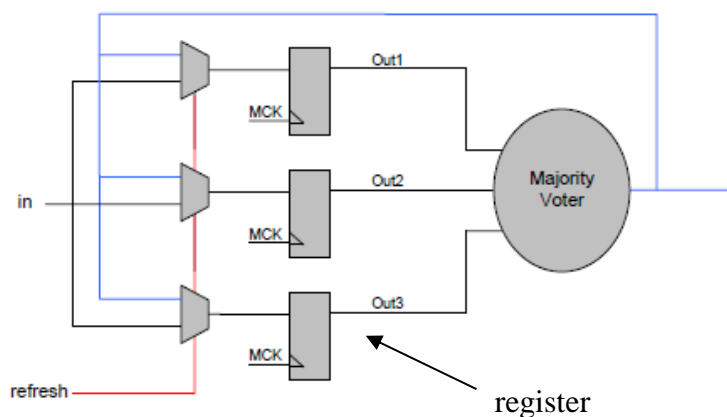 Out1
MCK
in
Out2
Majority
Voter
MCK
Out3
MCK
refresh
register